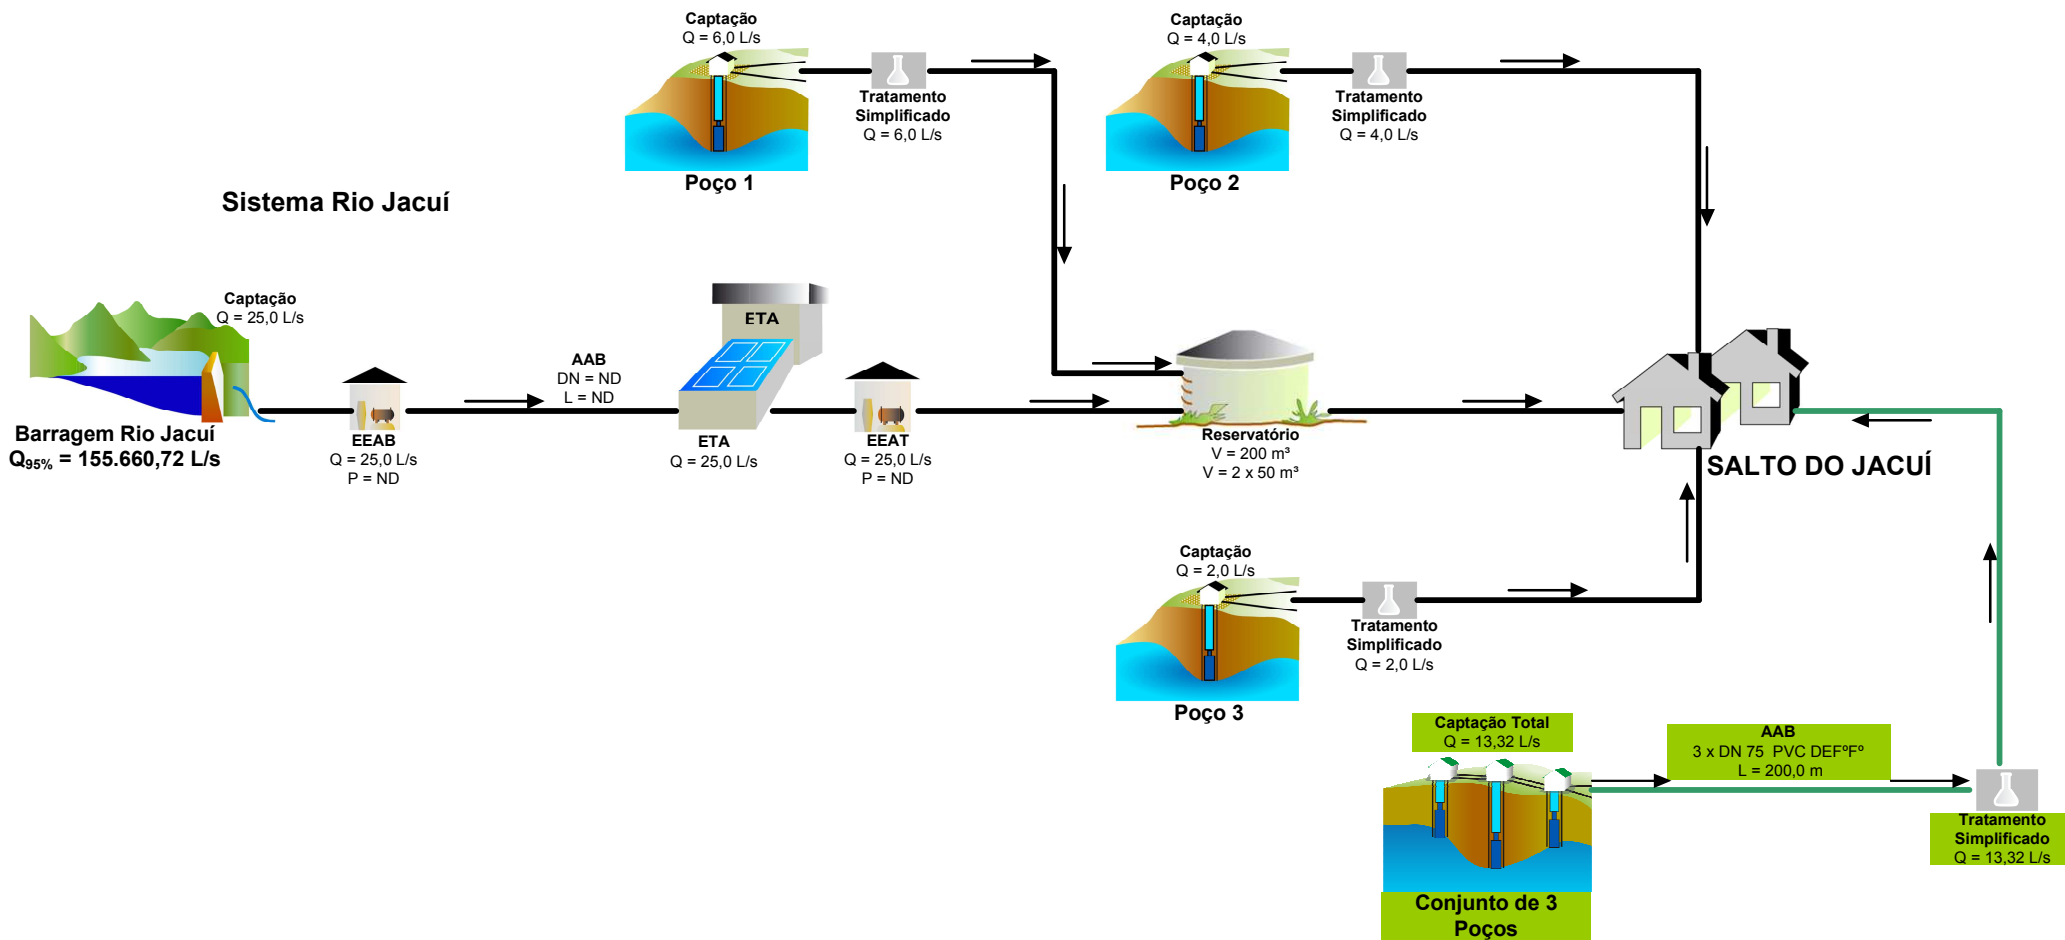 Captação
Q = 6,0 L/s
Tratamento
Simplificado
Q = 6,0 L/s
Poço 1
Captação
Q = 4,0 L/s
Tratamento
Simplificado
Q = 4,0 L/s
Poço 2
Sistema Rio Jacuí
Captação
Q = 25,0 L/s
Barragem Rio Jacuí
Q95% = 155.660,72 L/s
EEAB
Q = 25,0 L/s
P = ND
AAB
DN = ND
L = ND
ETA
ETA
Q = 25,0 L/s
EEAT
Q = 25,0 L/s
P = ND
Reservatório
V = 200 m³
V = 2 x 50 m³
SALTO DO JACUÍ
Captação
Q = 2,0 L/s
Tratamento
Simplificado
Q = 2,0 L/s
Poço 3
Captação Total
Q = 13,32 L/s
AAB
3 x DN 75  PVC DEFºFº
L = 200,0 m
Tratamento
Simplificado
Q = 13,32 L/s
Conjunto de 3
Poços